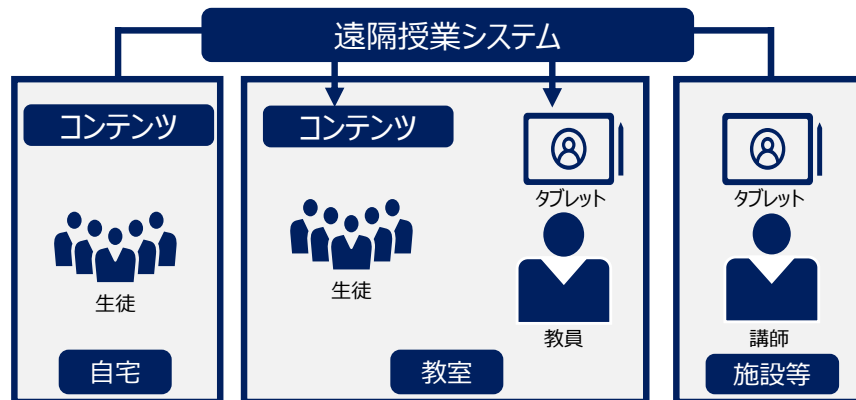 遠隔授業システム
コンテンツ
生徒
自宅
コンテンツ
生徒
タブレット
教員
教室
タブレット
講師
施設等